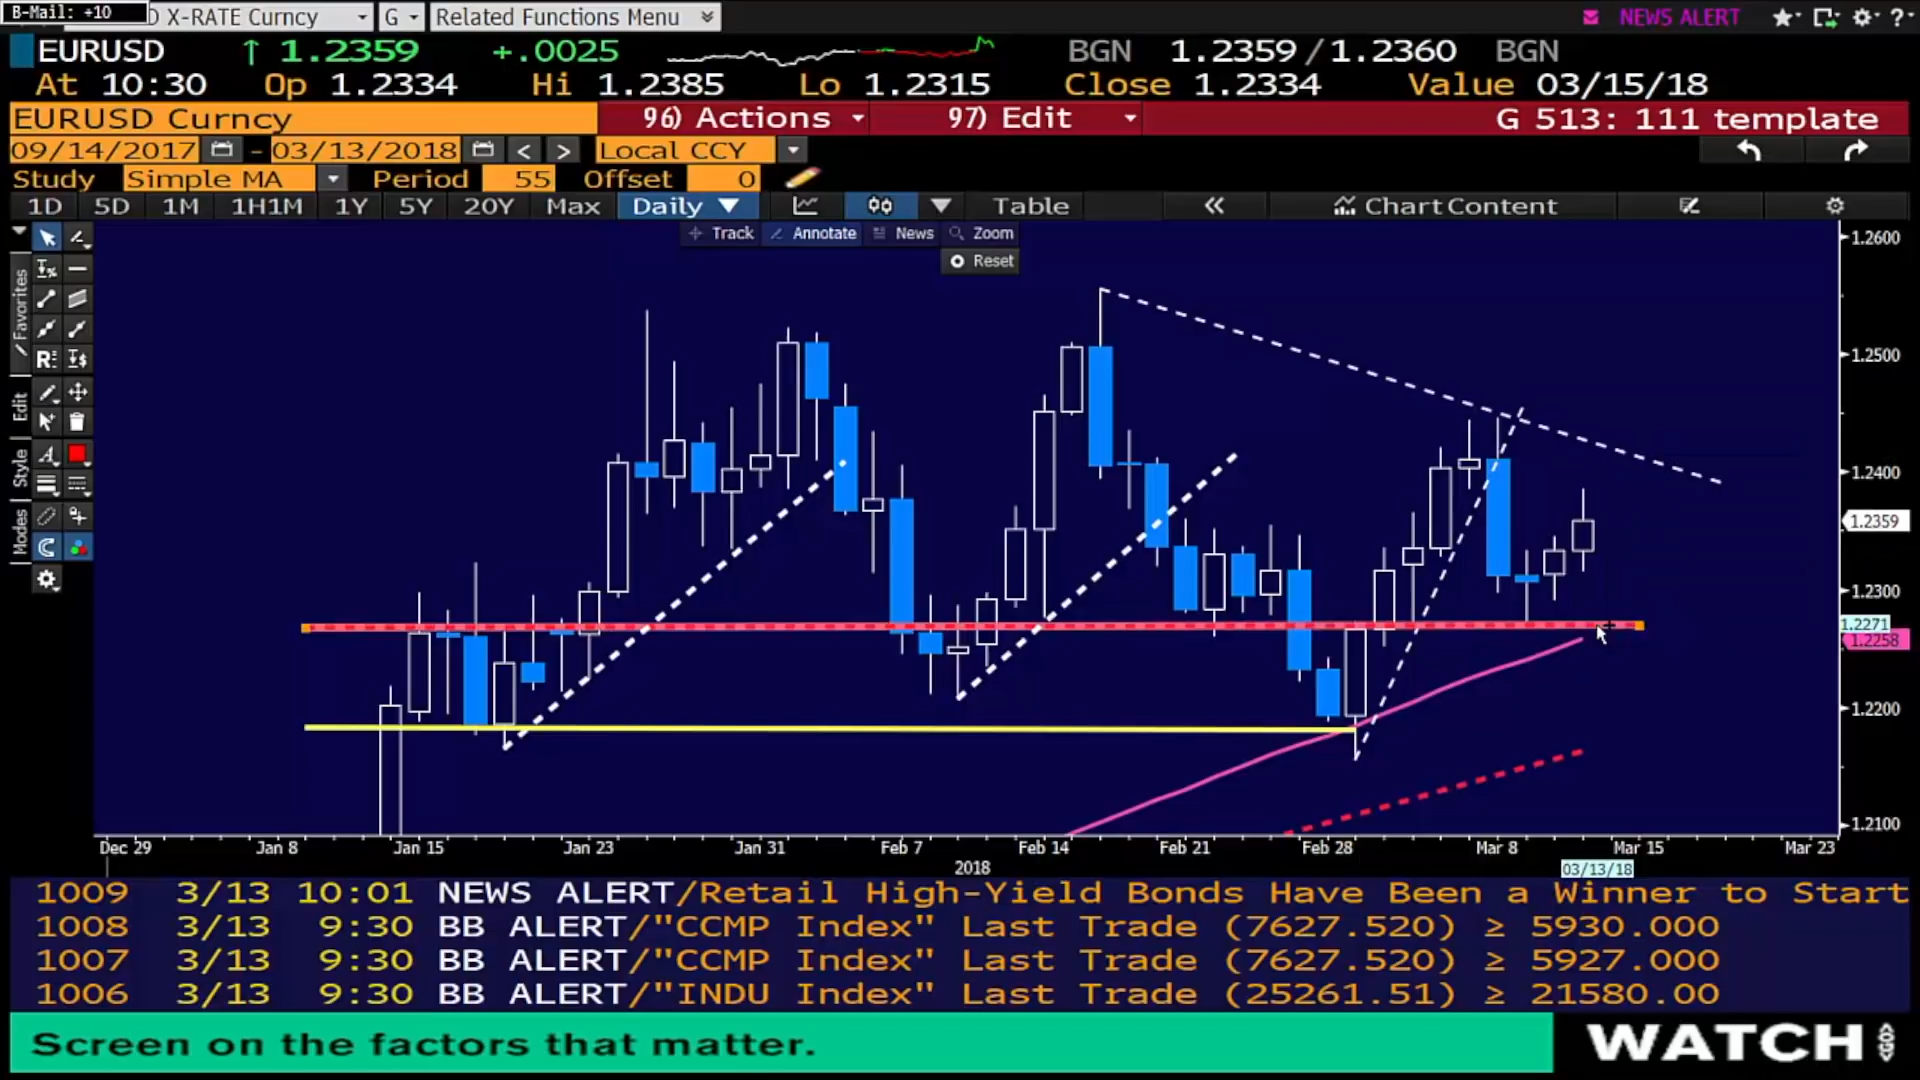 B-Mail: +10
D X-RATE Curncy G Related Functions Menu NEWS ALERT ?
EURUSD ↑ 1.2359 +.0025 BGN 1.2359 / 1.2360 BGN
At 10:30 Op 1.2334 Hi 1.2385 Lo 1.2315 Close 1.2334 Value 03/15/18
EURUSD Curncy 96) Actions 97) Edit G 513: 111 template
09/14/2017 - 03/13/2018 < > Local CCY
Study Simple MA Period 55 Offset 0
1D 5D 1M 1H1M 1Y 5Y 20Y Max Daily ▼ Table « Chart Content
Track Annotate News Zoom
Reset
Favorites
Edit
Style
Modes
1.2600
1.2500
1.2400
1.2359
1.2300
1.2271
1.2258
1.2200
1.2100
Dec 29 Jan 8 Jan 15 Jan 23 Jan 31 Feb 7 Feb 14 Feb 21 Feb 28 Mar 8 Mar 15 Mar 23
2018 03/13/18
1009 3/13 10:01 NEWS ALERT/Retail High-Yield Bonds Have Been a Winner to Start
1008 3/13 9:30 BB ALERT/"CCMP Index" Last Trade (7627.520) ≥ 5930.000
1007 3/13 9:30 BB ALERT/"CCMP Index" Last Trade (7627.520) ≥ 5927.000
1006 3/13 9:30 BB ALERT/"INDU Index" Last Trade (25261.51) ≥ 21580.00
Screen on the factors that matter. WATCH